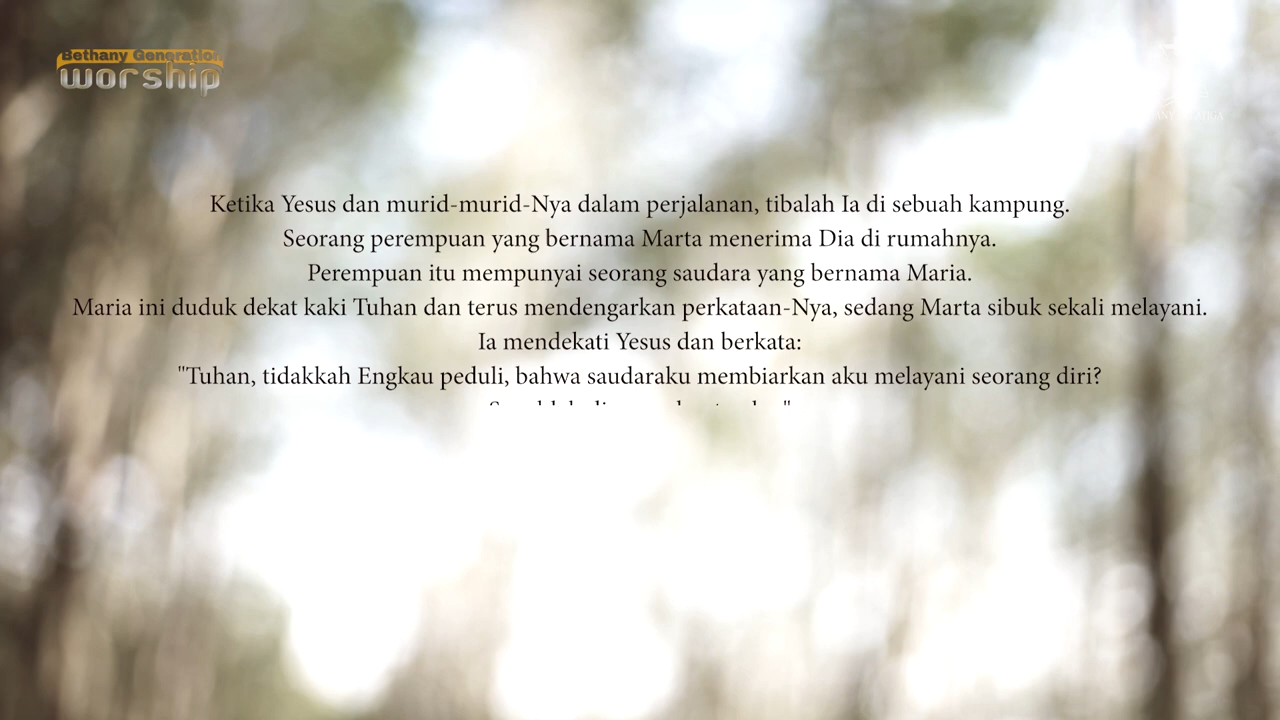 Bethany Generation
worship
Ketika Yesus dan murid-murid-Nya dalam perjalanan, tibalah Ia di sebuah kampung.
Seorang perempuan yang bernama Marta menerima Dia di rumahnya.
Perempuan itu mempunyai seorang saudara yang bernama Maria.
Maria ini duduk dekat kaki Tuhan dan terus mendengarkan perkataan-Nya, sedang Marta sibuk sekali melayani.
Ia mendekati Yesus dan berkata:
"Tuhan, tidakkah Engkau peduli, bahwa saudaraku membiarkan aku melayani seorang diri?